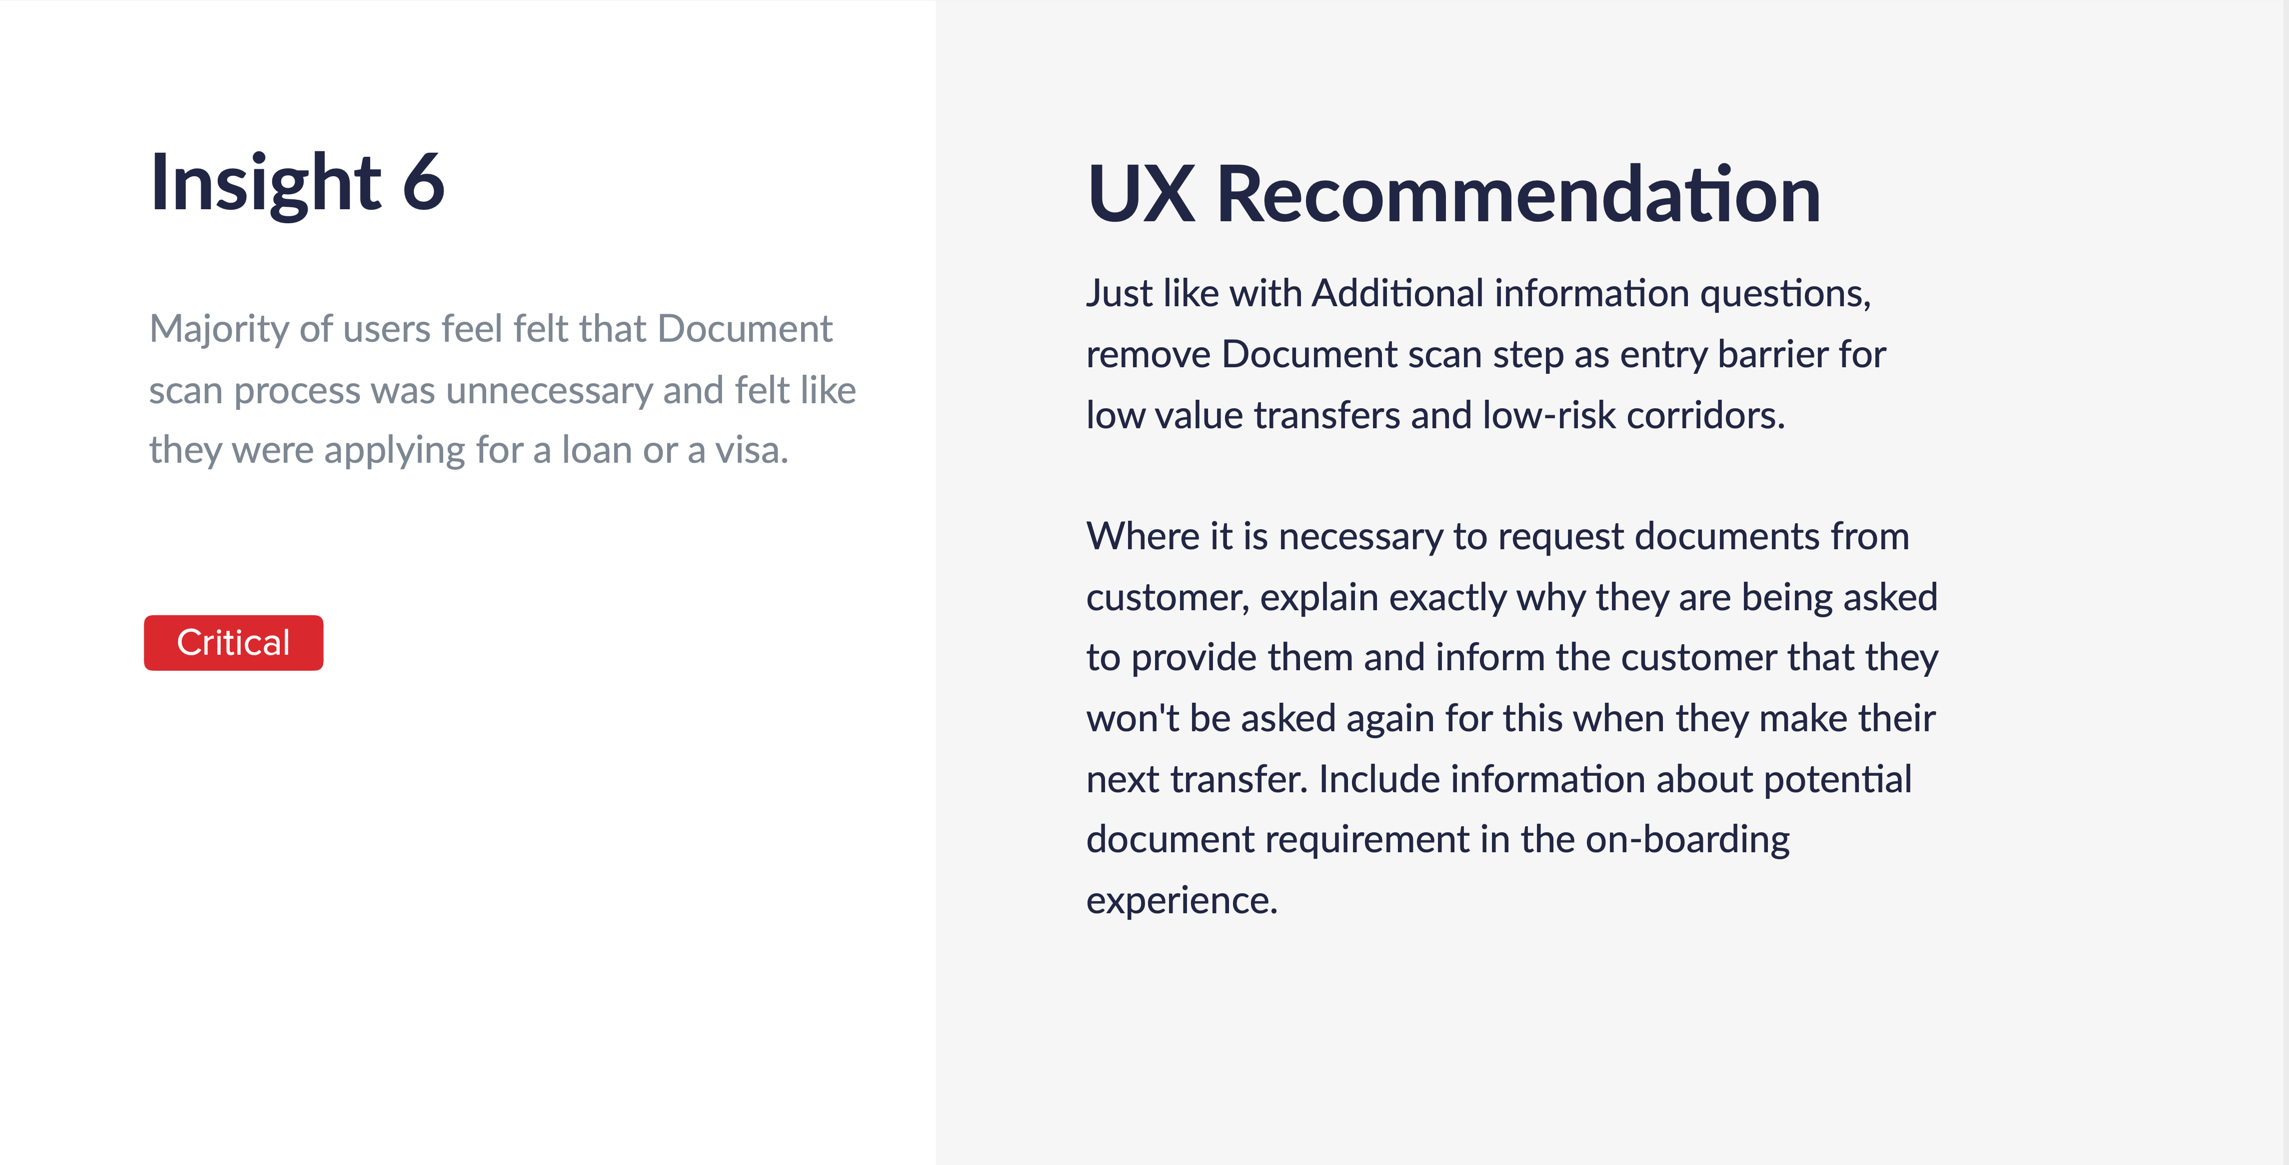 Insight 6
Majority of users feel felt that Document
scan process was unnecessary and felt like
they were applying for a loan or a visa.
Critical
UX Recommendation
Just like with Additional information questions,
remove Document scan step as entry barrier for
low value transfers and low-risk corridors.
Where it is necessary to request documents from
customer, explain exactly why they are being asked
to provide them and inform the customer that they
won't be asked again for this when they make their
next transfer. Include information about potential
document requirement in the on-boarding
experience.